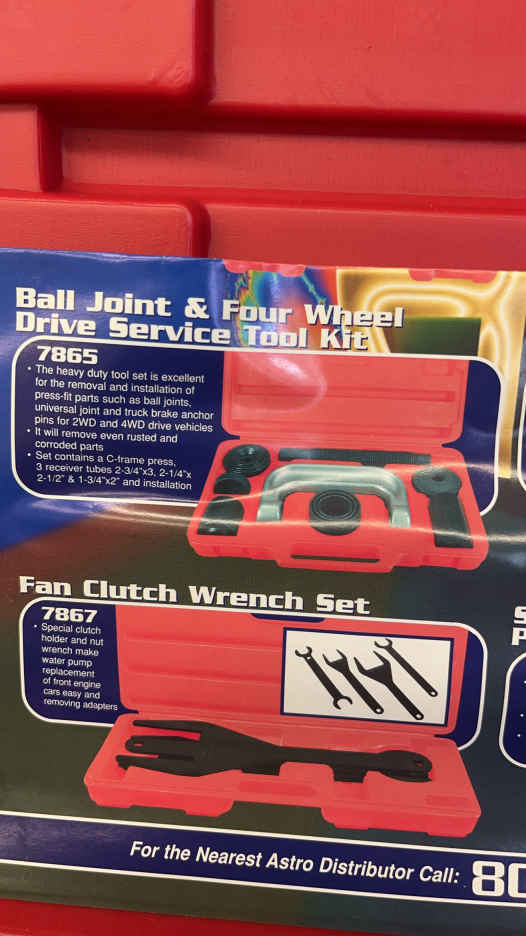 Ball Joint & Four Wheel
Drive Service Tool Kit
7865
• The heavy duty tool set is excellent
for the removal and installation of
press-fit parts such as ball joints,
universal joint and truck brake anchor
pins for 2WD and 4WD drive vehicles
• It will remove even rusted and
corroded parts
• Set contains a C-frame press,
3 receiver tubes 2-3/4"x3, 2-1/4"x
2-1/2" & 1-3/4"x2" and installation
Fan Clutch Wrench Set
7867
• Special clutch
holder and nut
wrench make
water pump
replacement
of front engine
cars easy and
removing adapters
For the Nearest Astro Distributor Call: 80